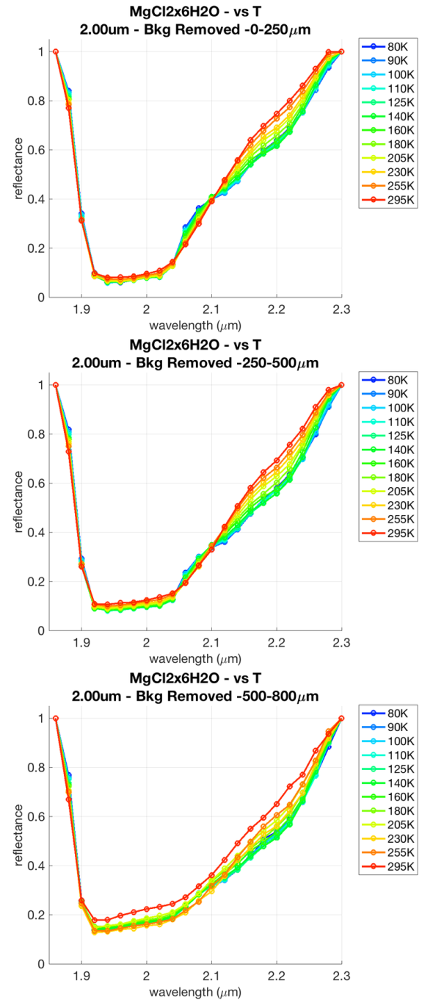 MgCl2x6H2O - vs T
2.00um - Bkg Removed -0-250μm
1
0.8
0.6
0.4
0.2
0
reflectance
1.9
2
2.1
2.2
2.3
wavelength (μm)
80K
90K
100K
110K
125K
140K
160K
180K
205K
230K
255K
295K
MgCl2x6H2O - vs T
2.00um - Bkg Removed -250-500μm
1
0.8
0.6
0.4
0.2
0
reflectance
1.9
2
2.1
2.2
2.3
wavelength (μm)
80K
90K
100K
110K
125K
140K
160K
180K
205K
230K
255K
295K
MgCl2x6H2O - vs T
2.00um - Bkg Removed -500-800μm
1
0.8
0.6
0.4
0.2
0
reflectance
1.9
2
2.1
2.2
2.3
wavelength (μm)
80K
90K
100K
110K
125K
140K
160K
180K
205K
230K
255K
295K